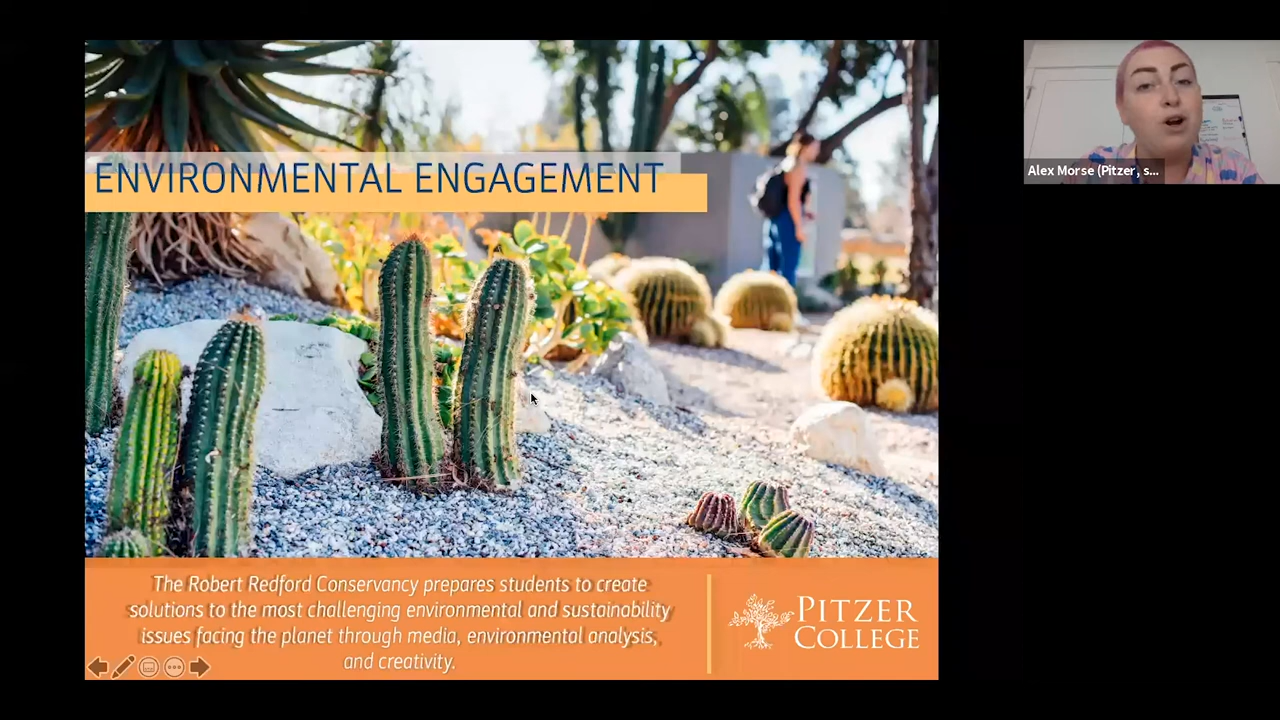 ENVIRONMENTAL ENGAGEMENT
Alex Morse (Pitzer, s...
The Robert Redford Conservancy prepares students to create
solutions to the most challenging environmental and sustainability
issues facing the planet through media, environmental analysis,
and creativity.
PITZER
COLLEGE